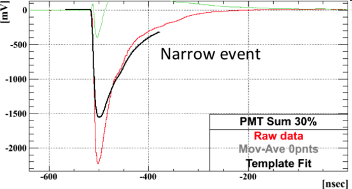 [mV]
0
-500
Narrow event
-1000
-1500
PMT Sum 30%
Raw data
-2000
Mov-Ave 0pnts
Template Fit
-600
-400
-200
0
[nsec]